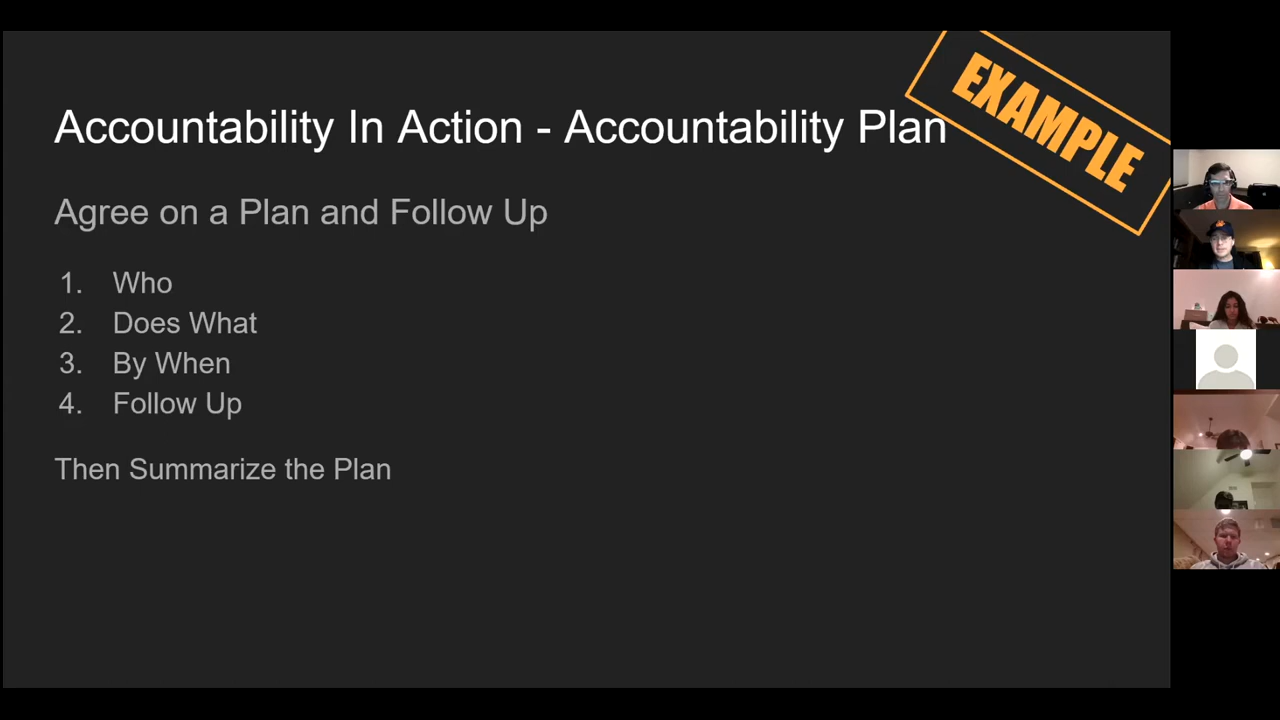 EXAMPLE
Accountability In Action - Accountability Plan
Agree on a Plan and Follow Up
1. Who
2. Does What
3. By When
4. Follow Up
Then Summarize the Plan